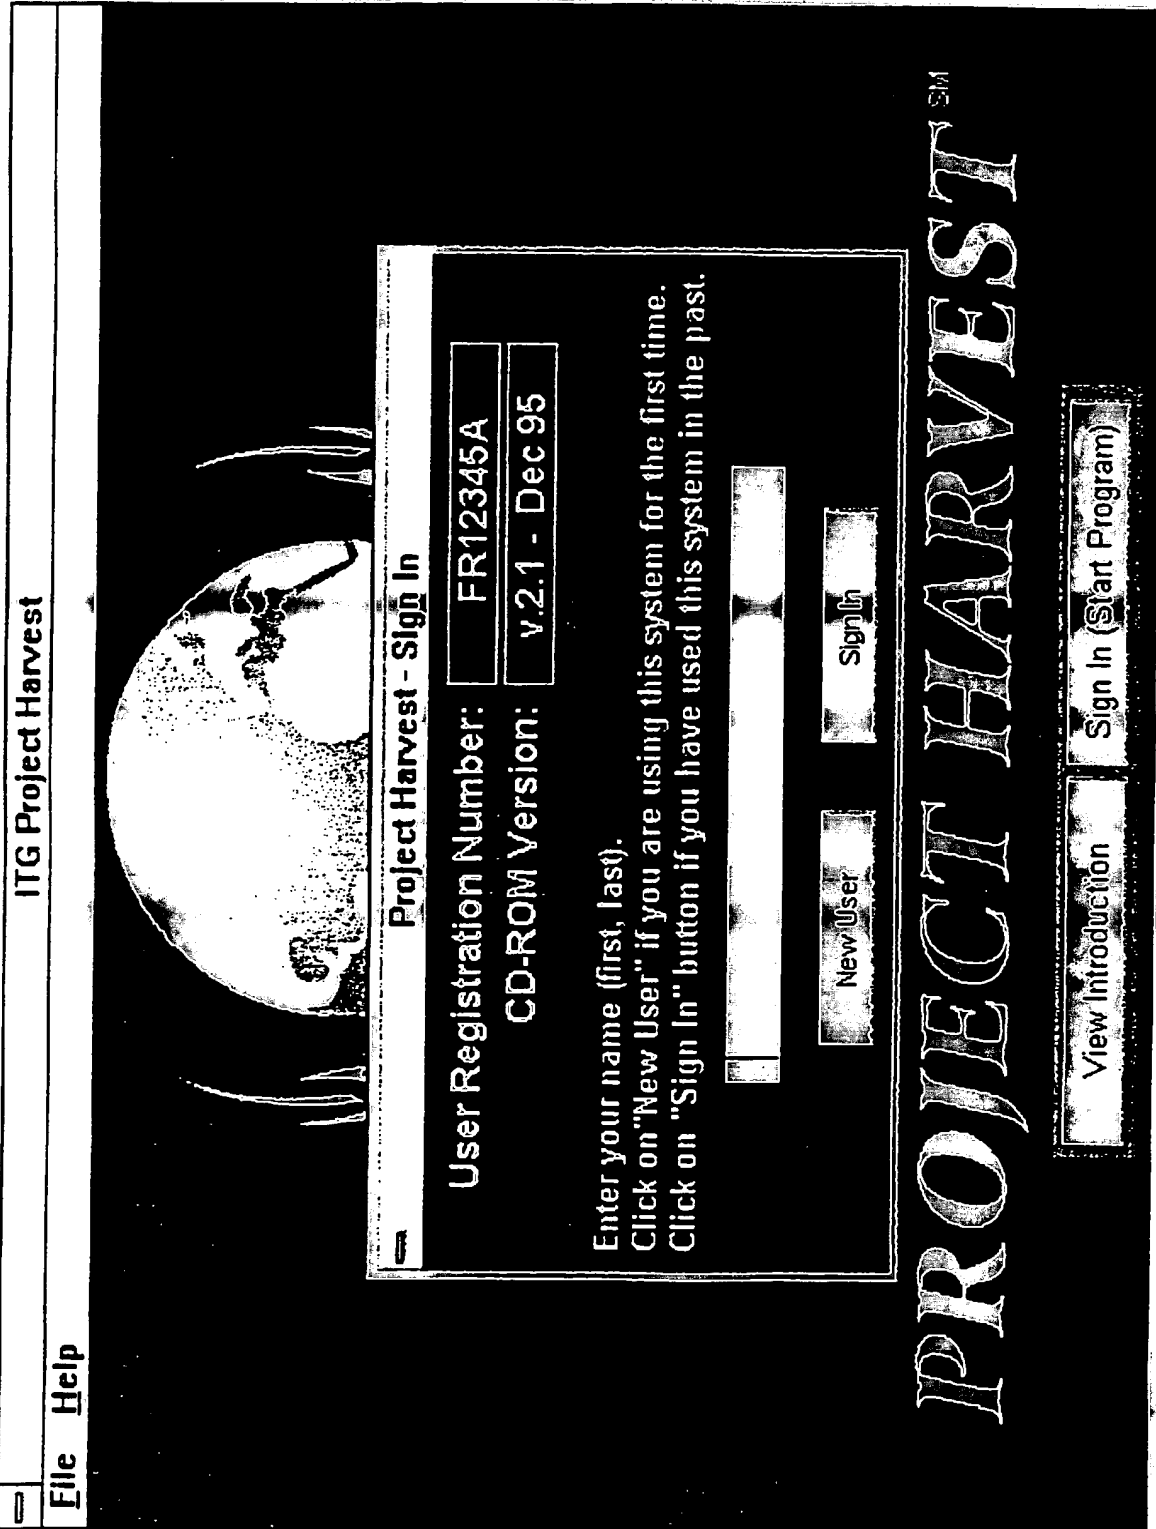 ITG Project Harvest
File Help
Project Harvest - Sign In
User Registration Number: FR12345A
CD-ROM Version: v.2.1 - Dec 95
Enter your name (first, last).
Click on "New User" if you are using this system for the first time.
Click on "Sign In" button if you have used this system in the past.
New User Sign In
PROJECT HARVEST SM
View Introduction Sign In (Start Program)